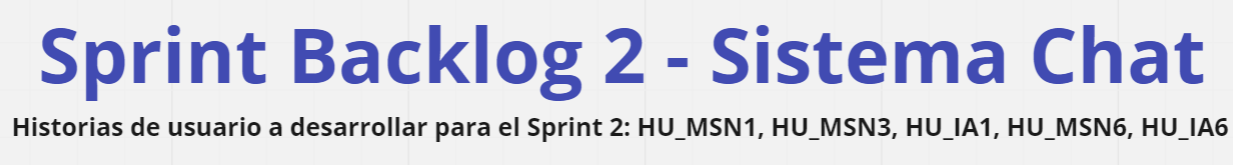 Sprint Backlog 2 - Sistema Chat
Historias de usuario a desarrollar para el Sprint 2: HU_MSN1, HU_MSN3, HU_IA1, HU_MSN6, HU_IA6